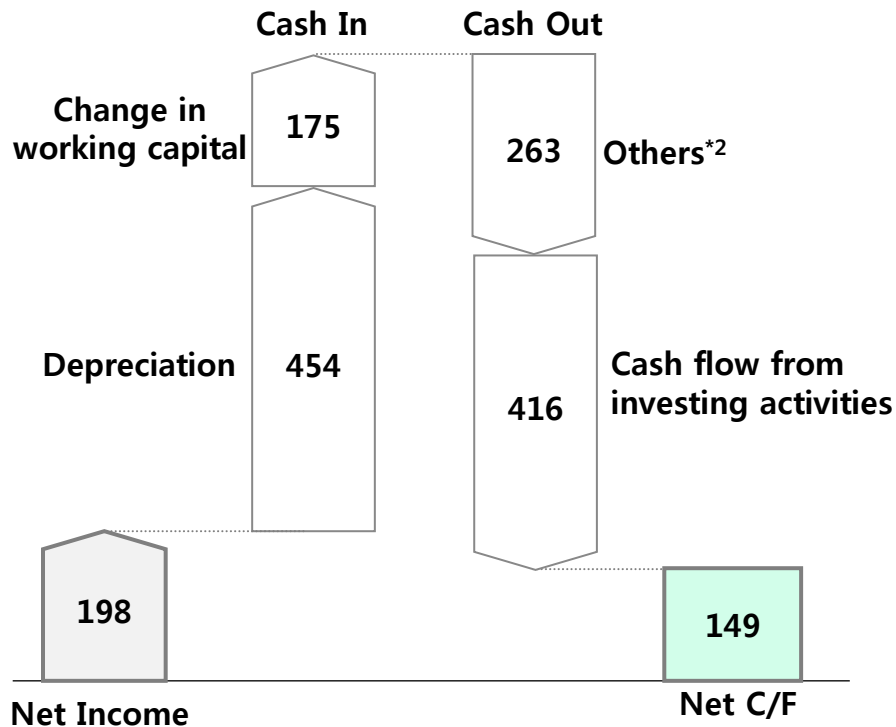 Cash In
Cash Out
Change in
working capital
175
263
Others*2
Depreciation
454
416
Cash flow from
investing activities
198
149
Net Income
Net C/F